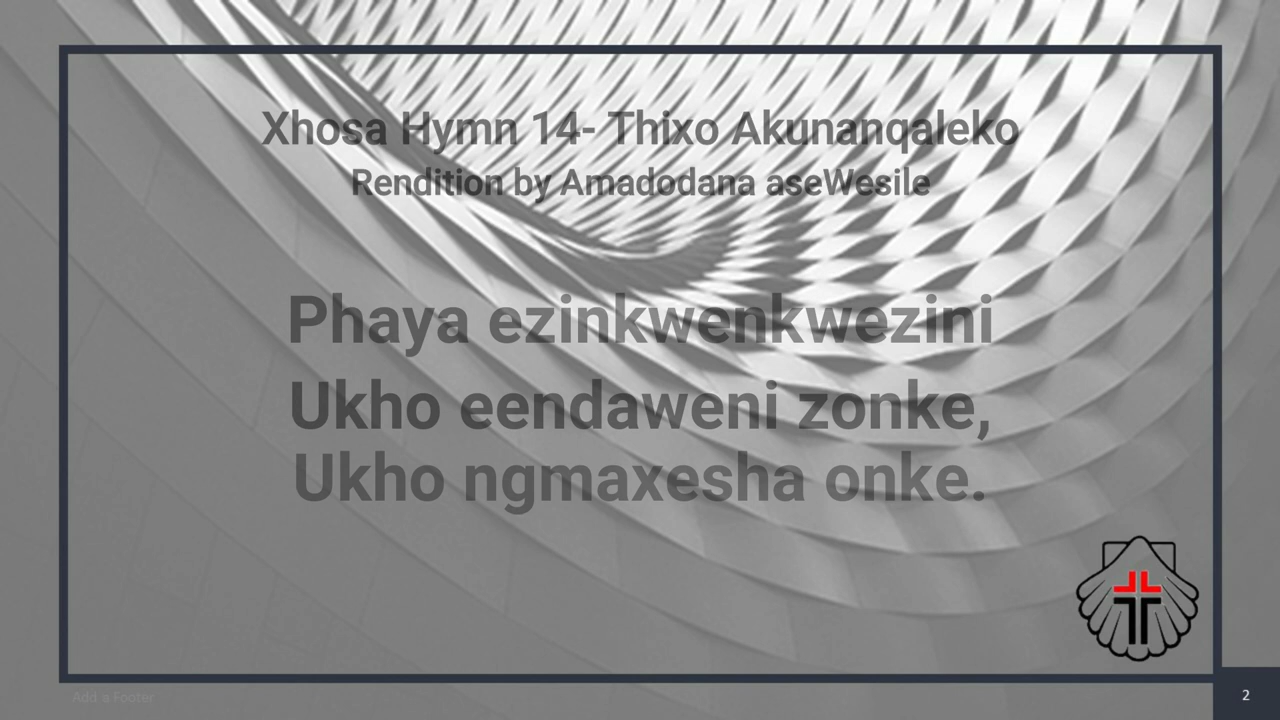 Xhosa Hymn 14- Thixo Akunanqaleko
Rendition by Amadodana aseWesile
Phaya ezinkwenkwezini
Ukho eendaweni zonke,
Ukho ngmaxesha onke.
Add a Footer
2